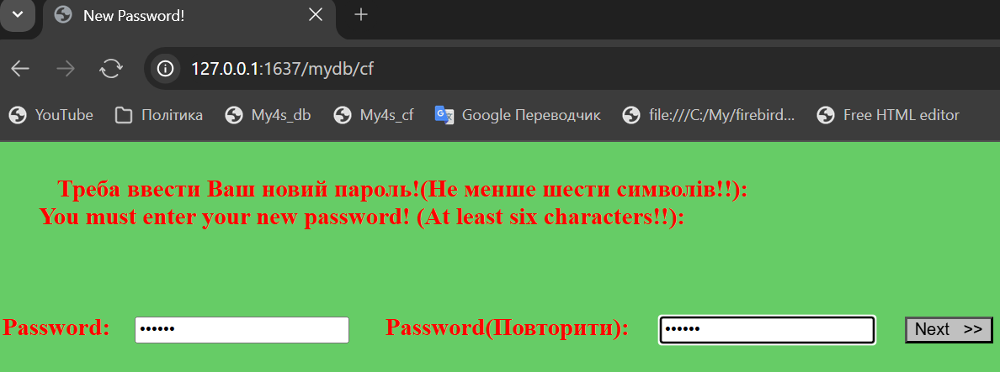 New Password!
127.0.0.1:1637/mydb/cf
YouTube Політика My4s_db My4s_cf Google Переводчик file:///C:/My/firebird... Free HTML editor
Треба ввести Ваш новий пароль!(Не менше шести символів!!):
You must enter your new password! (At least six characters!!):
Password: •••••• Password(Повторити): •••••• Next >>